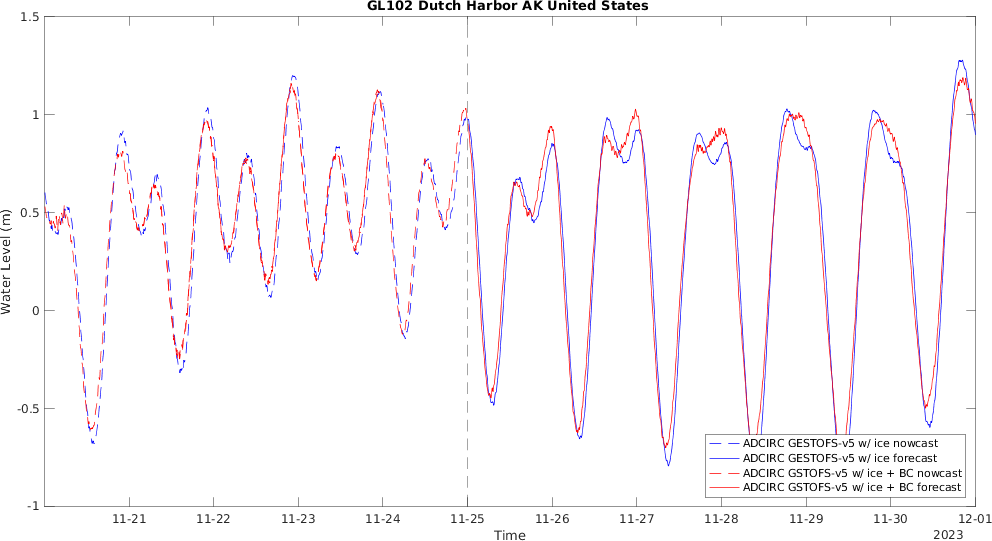 GL102 Dutch Harbor AK United States
1.5
1
0.5
0
-0.5
-1
Water Level (m)
11-21
11-22
11-23
11-24
11-25
11-26
11-27
11-28
11-29
11-30
12-01
Time
2023
ADCIRC GESTOFS-v5 w/ ice nowcast
ADCIRC GESTOFS-v5 w/ ice forecast
ADCIRC GSTOFS-v5 w/ ice + BC nowcast
ADCIRC GSTOFS-v5 w/ ice + BC forecast